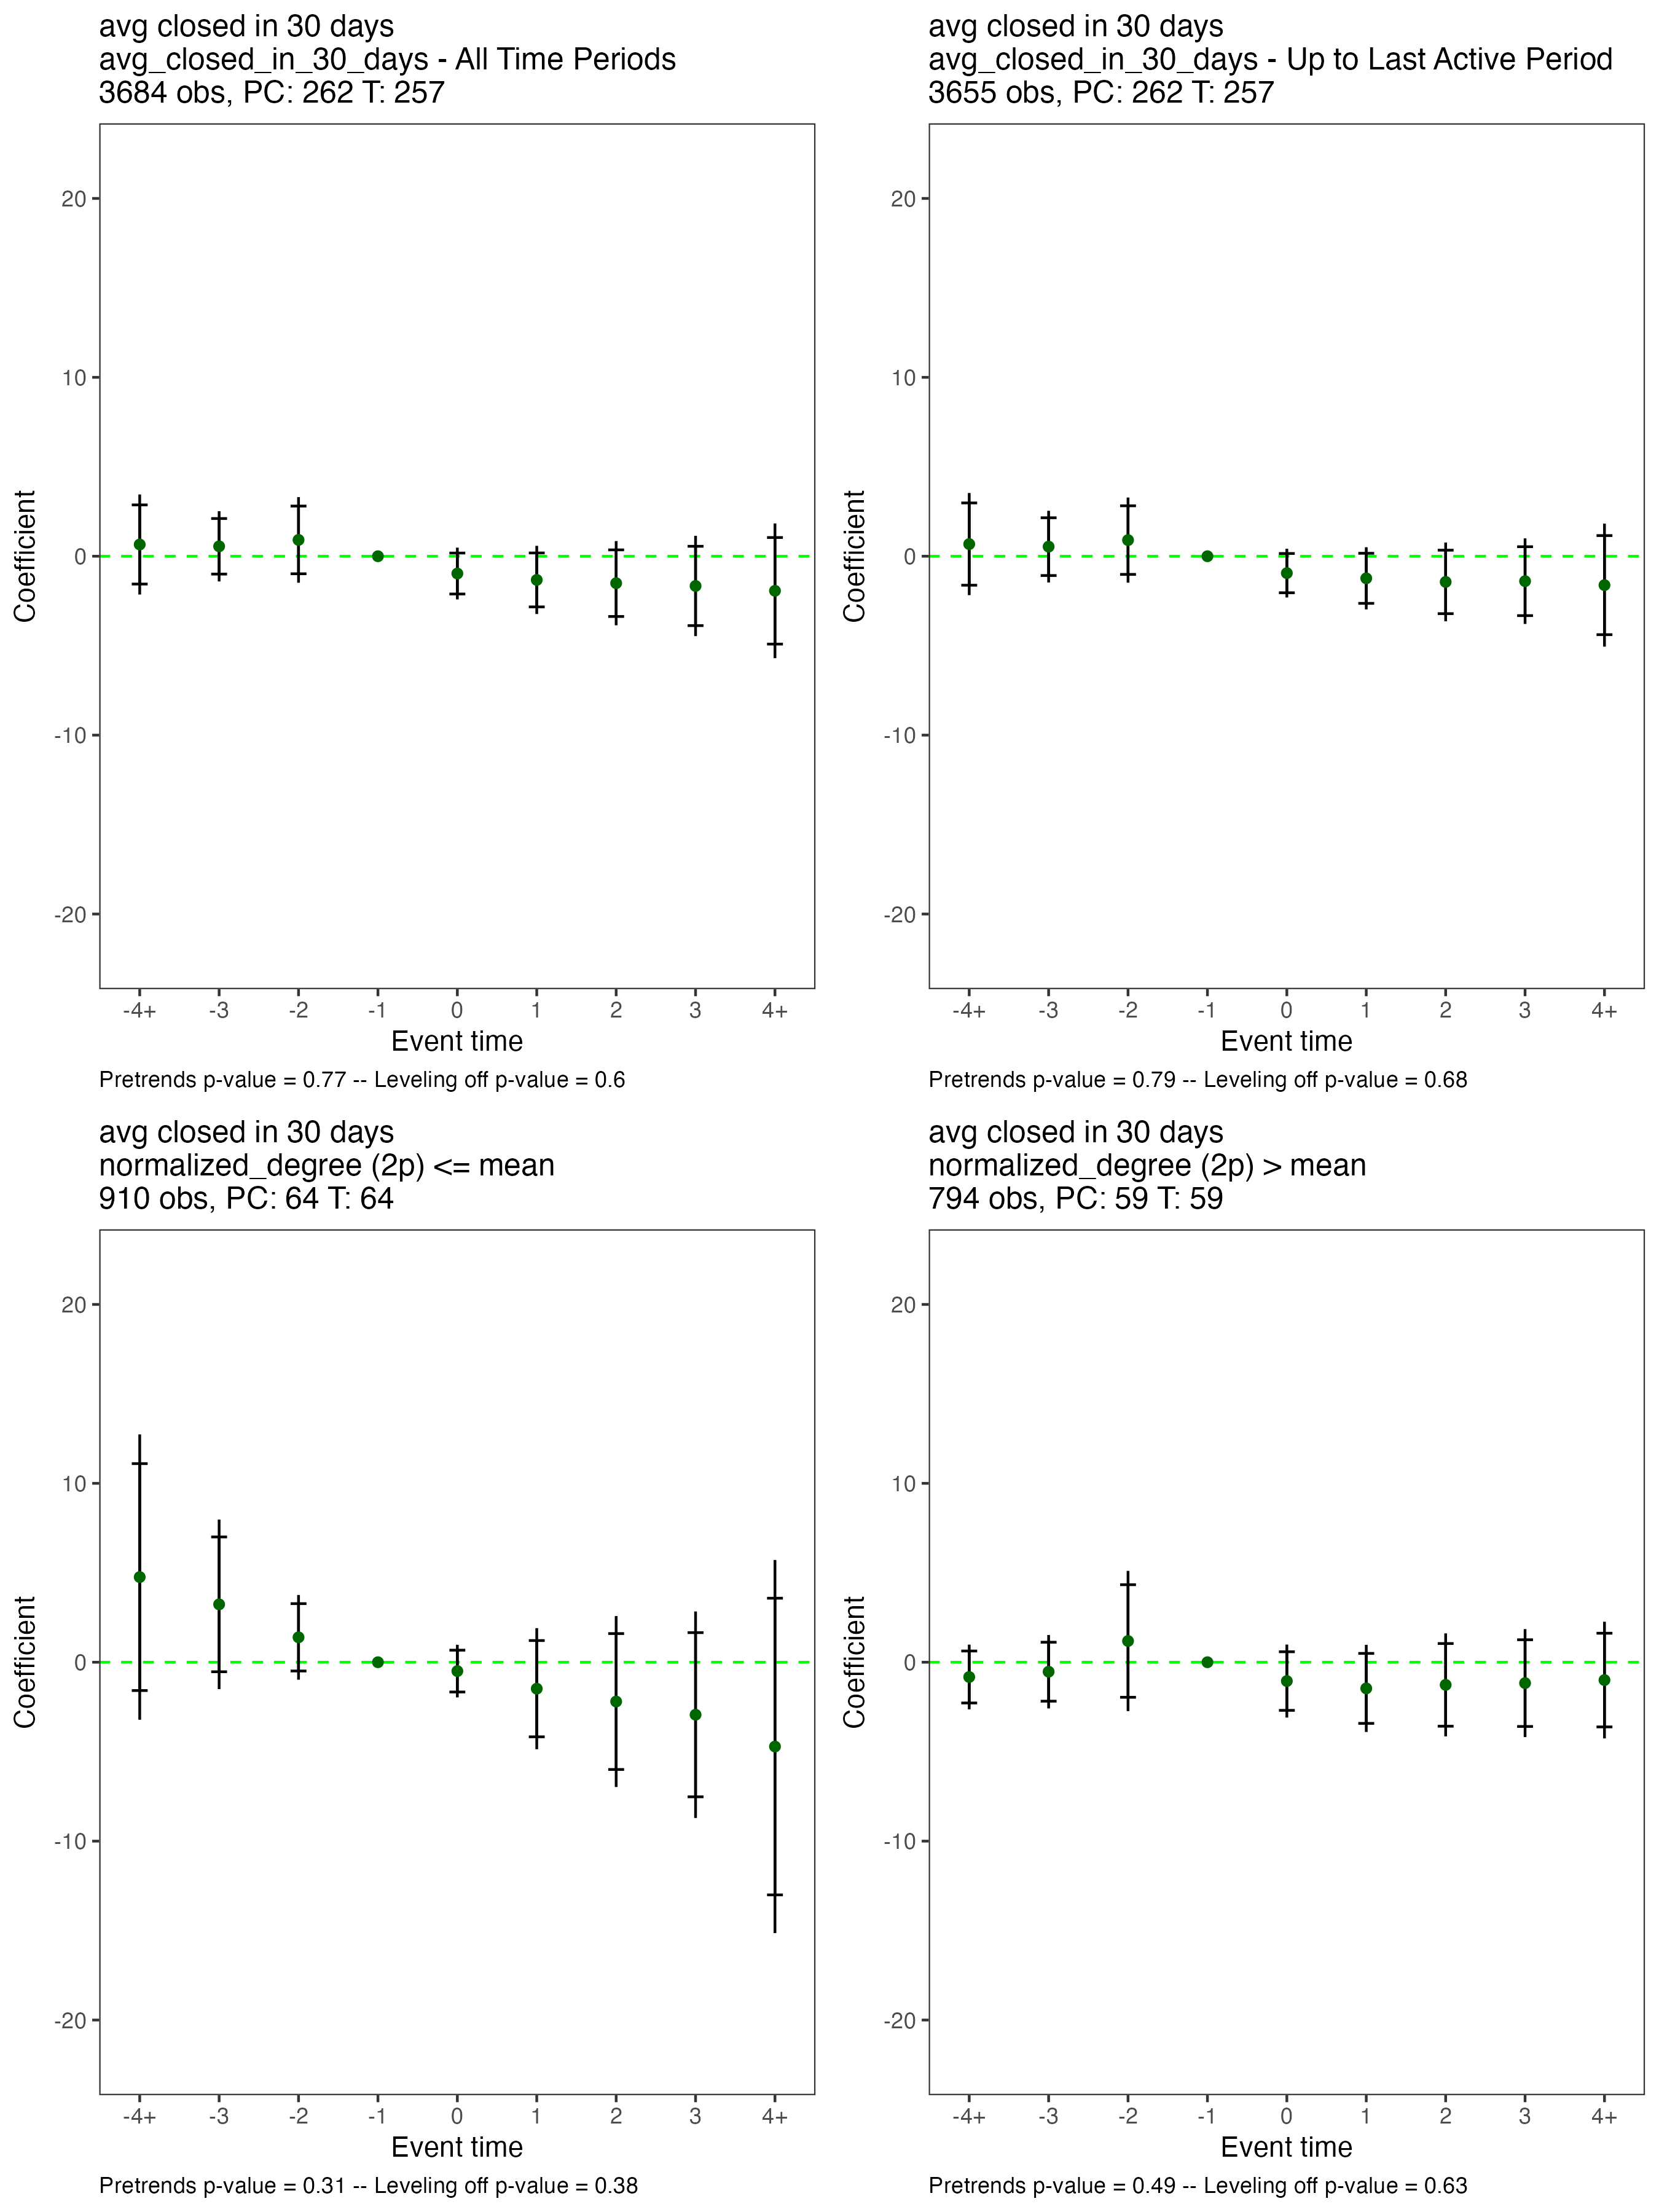 avg closed in 30 days
avg_closed_in_30_days - All Time Periods
3684 obs, PC: 262 T: 257
20
10
0
-10
-20
Coefficient
-4+ -3 -2 -1 0 1 2 3 4+
Event time
Pretrends p-value = 0.77 -- Leveling off p-value = 0.6
avg closed in 30 days
avg_closed_in_30_days - Up to Last Active Period
3655 obs, PC: 262 T: 257
20
10
0
-10
-20
Coefficient
-4+ -3 -2 -1 0 1 2 3 4+
Event time
Pretrends p-value = 0.79 -- Leveling off p-value = 0.68
avg closed in 30 days
normalized_degree (2p) <= mean
910 obs, PC: 64 T: 64
20
10
0
-10
-20
Coefficient
-4+ -3 -2 -1 0 1 2 3 4+
Event time
Pretrends p-value = 0.31 -- Leveling off p-value = 0.38
avg closed in 30 days
normalized_degree (2p) > mean
794 obs, PC: 59 T: 59
20
10
0
-10
-20
Coefficient
-4+ -3 -2 -1 0 1 2 3 4+
Event time
Pretrends p-value = 0.49 -- Leveling off p-value = 0.63